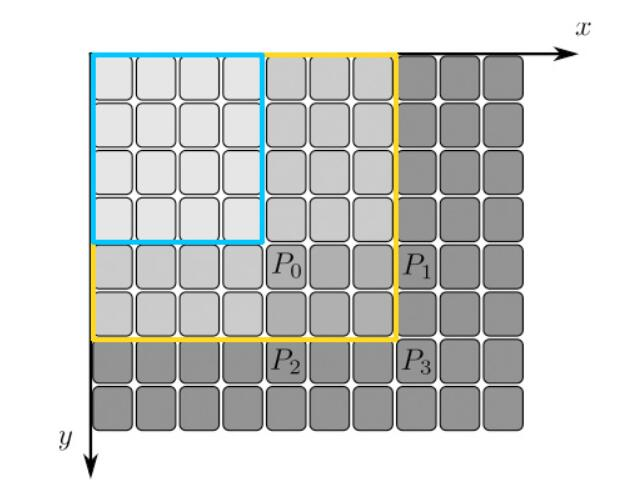 x
P₀ P₁
P₂ P₃
y